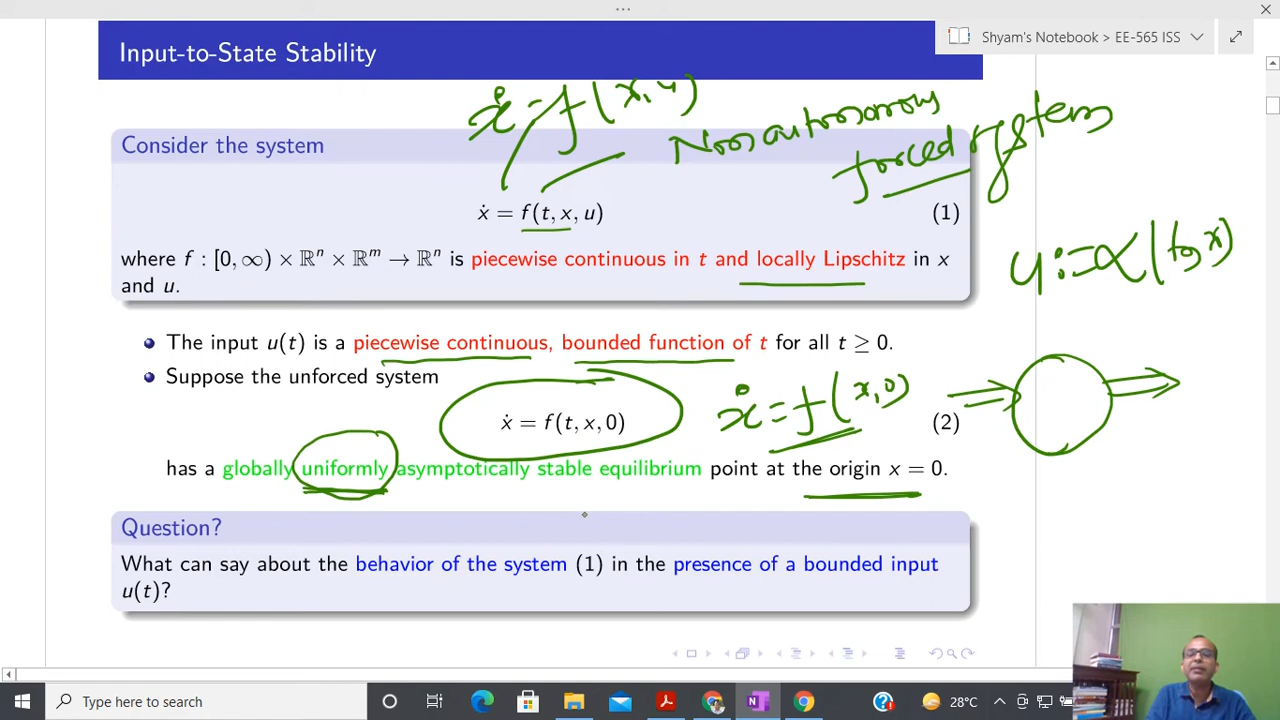 ...
Input-to-State Stability
Shyam's Notebook > EE-565 ISS
ẋ = f(x, u)
Nonautonomous
forced systems
Consider the system
ẋ = f(t, x, u) (1)
where f : [0, ∞) × ℝⁿ × ℝᵐ → ℝⁿ is piecewise continuous in t and locally Lipschitz in x
and u.
u := α(t, x)
The input u(t) is a piecewise continuous, bounded function of t for all t ≥ 0.
Suppose the unforced system
ẋ = f(t, x, 0) (2)
ẋ = f(x, 0)
has a globally uniformly asymptotically stable equilibrium point at the origin x = 0.
Question?
What can say about the behavior of the system (1) in the presence of a bounded input
u(t)?
Type here to search
28°C
ENG